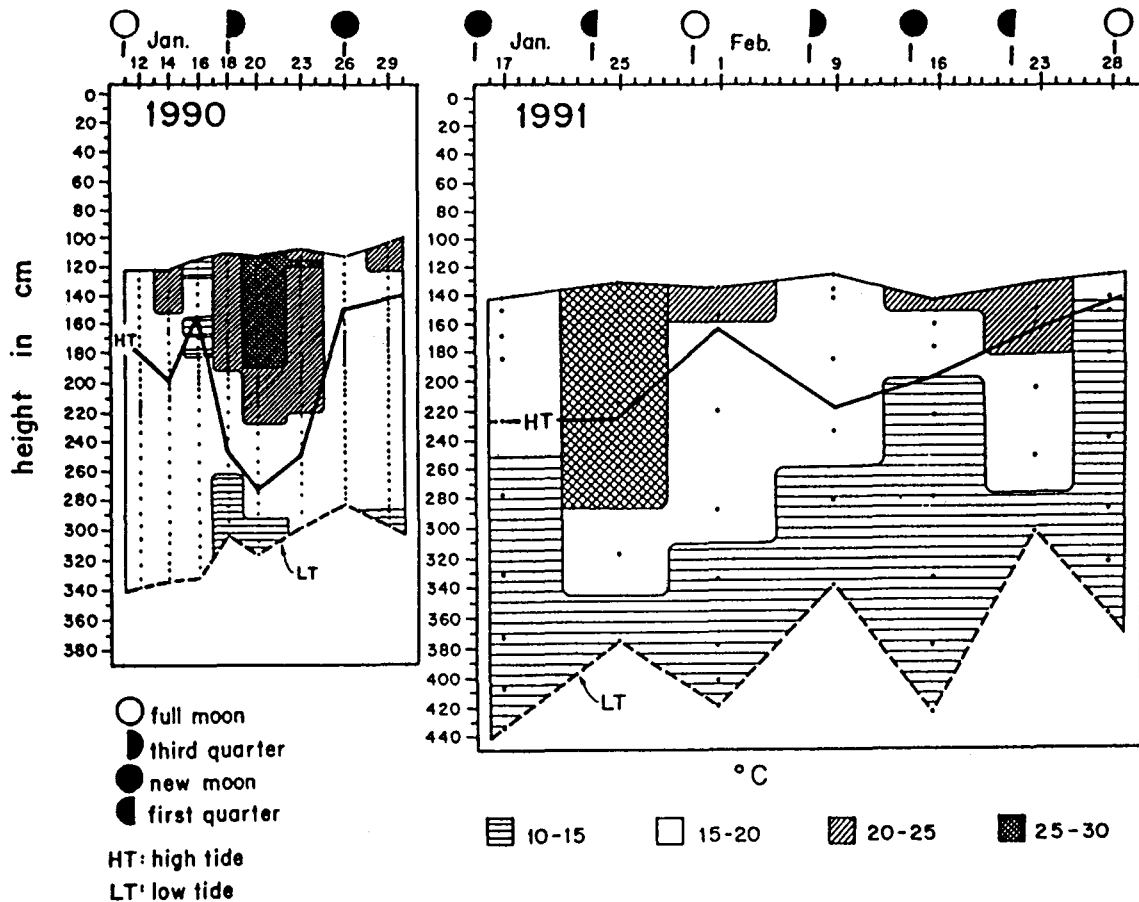 Jan.
12 14 16 18 20 23 26 29
1990
0
20
40
60
80
100
120
140
160
180
200
220
240
260
280
300
320
340
360
380
HT
LT
height in cm
Jan. Feb.
17 25 1 9 16 23 28
1991
0
20
40
60
80
100
120
140
160
180
200
220
240
260
280
300
320
340
360
380
400
420
440
HT
LT
full moon
third quarter
new moon
first quarter
HT: high tide
LT: low tide
°C
10-15 15-20 20-25 25-30